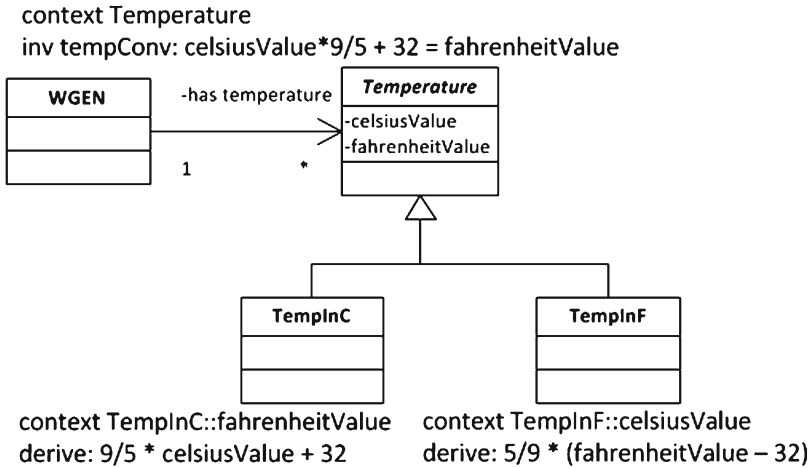 context Temperature
inv tempConv: celsiusValue*9/5 + 32 = fahrenheitValue
WGEN
-has temperature
1
*
Temperature
-celsiusValue
-fahrenheitValue
TempInC
TempInF
context TempInC::fahrenheitValue
derive: 9/5 * celsiusValue + 32
context TempInF::celsiusValue
derive: 5/9 * (fahrenheitValue – 32)